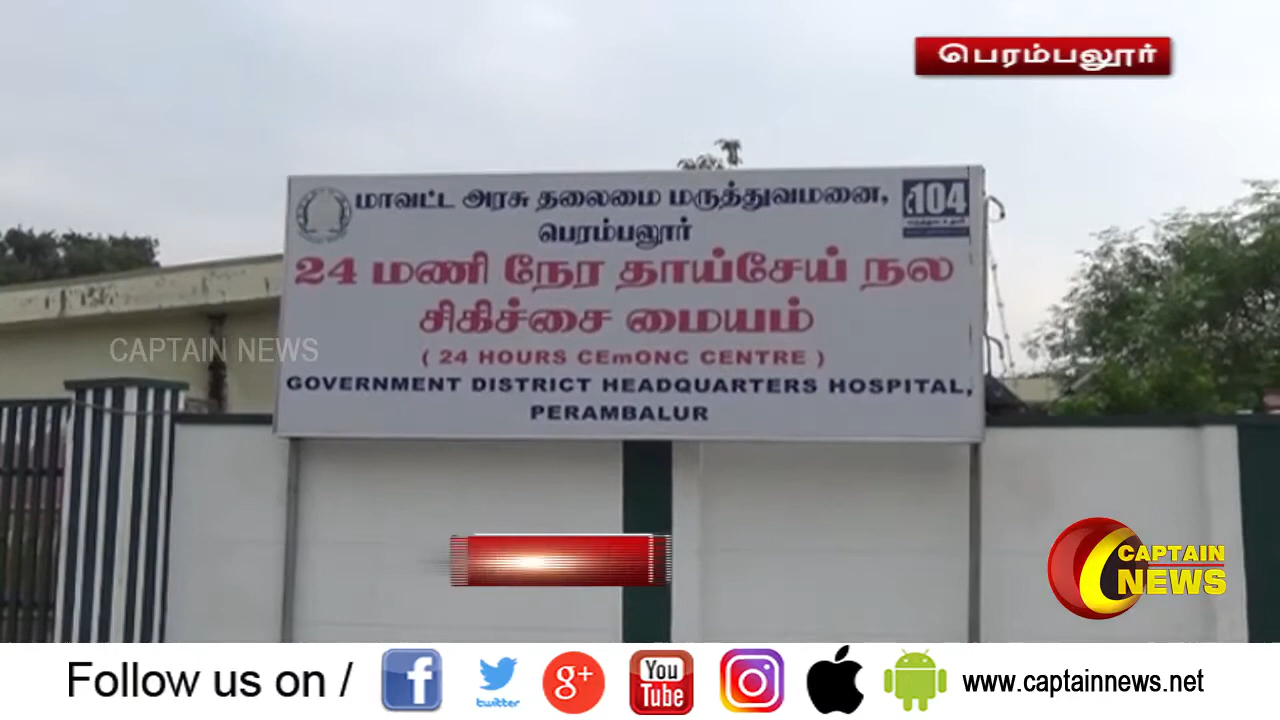 பெரம்பலூர்
மாவட்ட அரசு தலைமை மருத்துவமனை,
104
பெரம்பலூர்
24 மணி நேர தாய்சேய் நல
சிகிச்சை மையம்
( 24 HOURS CEmONC CENTRE )
GOVERNMENT DISTRICT HEADQUARTERS HOSPITAL,
PERAMBALUR
CAPTAIN NEWS
CAPTAIN
NEWS
Follow us on /
twitter
g+
You
Tube
www.captainnews.net